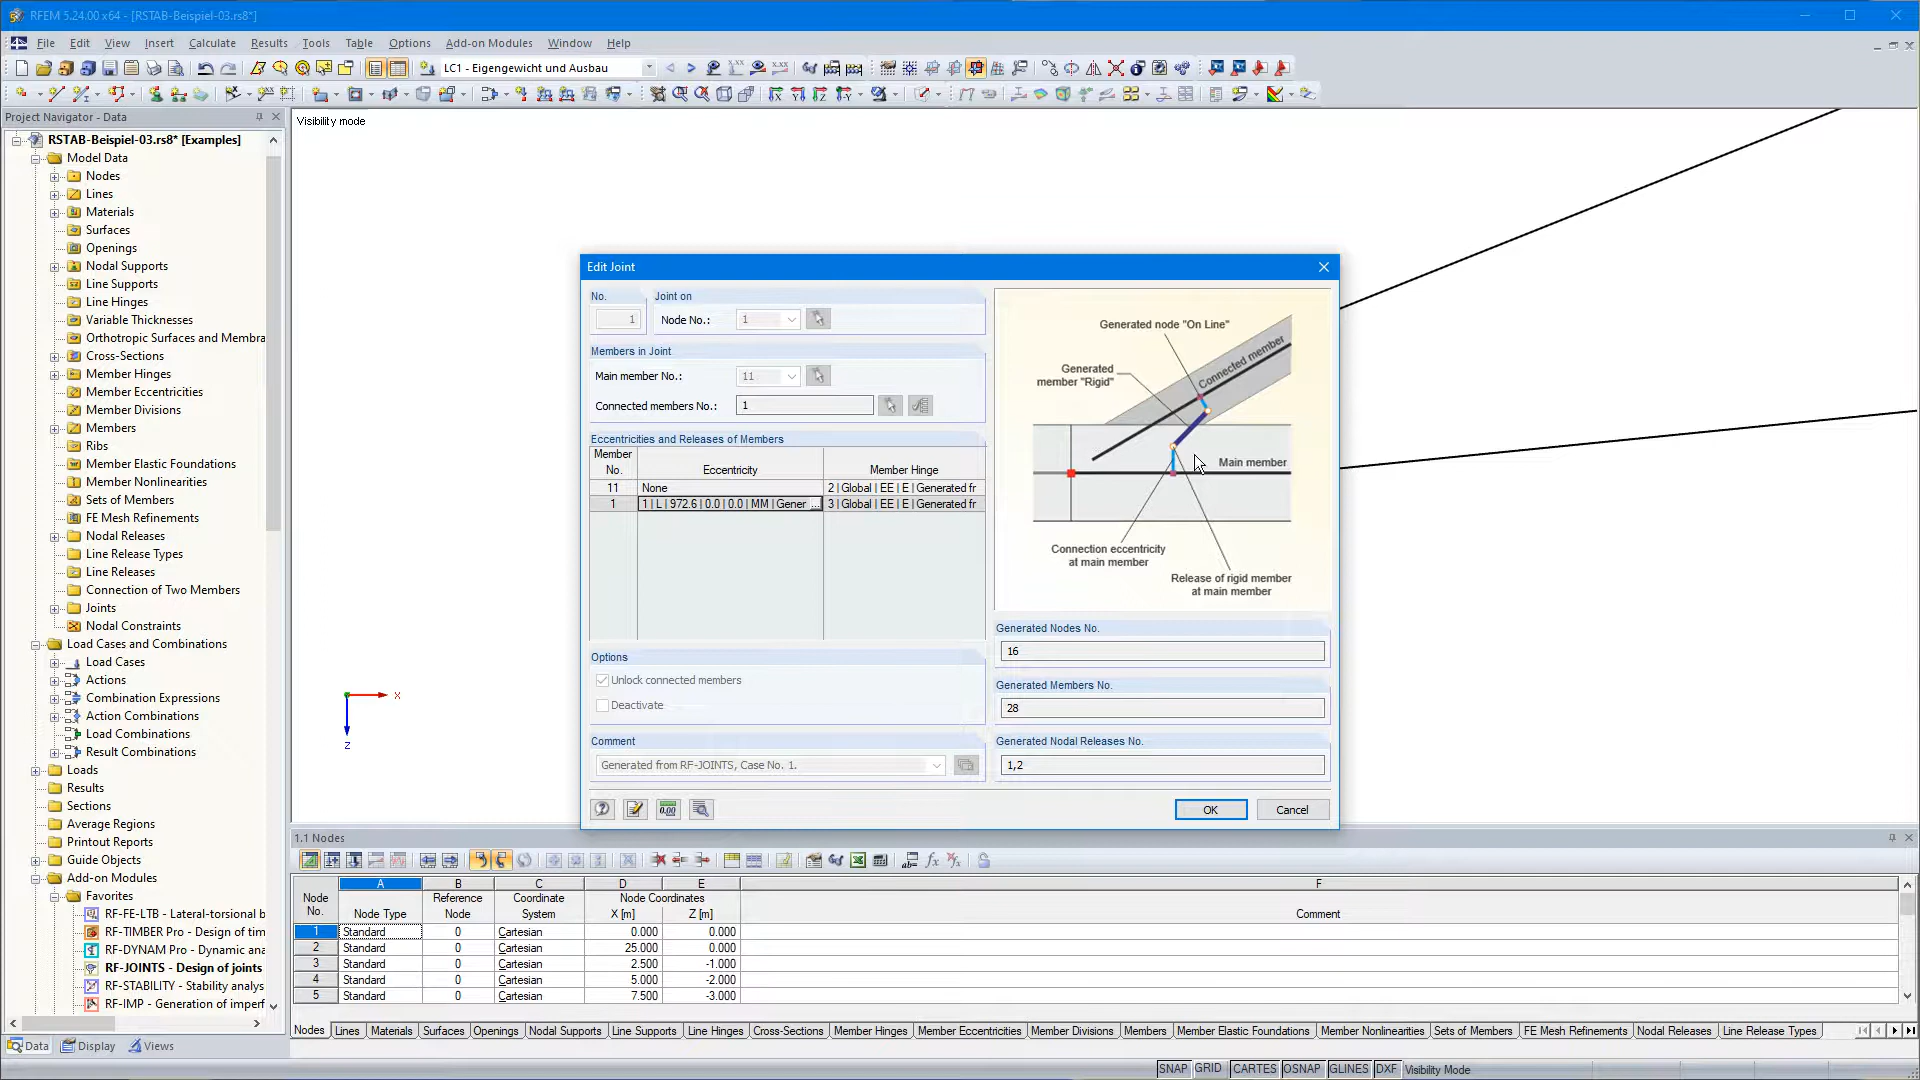 RFEM 5.24.00 x64 - [RSTAB-Beispiel-03.rs8*]
File Edit View Insert Calculate Results Tools Table Options Add-on Modules Window Help
LC1 - Eigengewicht und Ausbau
Project Navigator - Data
Visibility mode
RSTAB-Beispiel-03.rs8* [Examples]
Model Data
Nodes
Lines
Materials
Surfaces
Openings
Nodal Supports
Line Supports
Line Hinges
Variable Thicknesses
Orthotropic Surfaces and Membra
Cross-Sections
Member Hinges
Member Eccentricities
Member Divisions
Members
Ribs
Member Elastic Foundations
Member Nonlinearities
Sets of Members
FE Mesh Refinements
Nodal Releases
Line Release Types
Line Releases
Connection of Two Members
Joints
Nodal Constraints
Load Cases and Combinations
Load Cases
Actions
Combination Expressions
Action Combinations
Load Combinations
Result Combinations
Loads
Results
Sections
Average Regions
Printout Reports
Guide Objects
Add-on Modules
Favorites
RF-FE-LTB - Lateral-torsional b
RF-TIMBER Pro - Design of tim
RF-DYNAM Pro - Dynamic ana
RF-JOINTS - Design of joints
RF-STABILITY - Stability analys
RF-IMP - Generation of imperf
Data Display Views
x
z
Edit Joint
No.
1
Joint on
Node No.: 1
Members in Joint
Main member No.: 11
Connected members No.: 1
Eccentricities and Releases of Members
Member No. Eccentricity Member Hinge
11 None 2 | Global | EE | E | Generated fr
1 1 | L | 972.6 | 0.0 | 0.0 | MM | Gener ... 3 | Global | EE | E | Generated fr
Options
Unlock connected members
Deactivate
Comment
Generated from RF-JOINTS, Case No. 1.
Generated node "On Line"
Connected member
Generated
member "Rigid"
Main member
Connection eccentricity
at main member
Release of rigid member
at main member
Generated Nodes No.
16
Generated Members No.
28
Generated Nodal Releases No.
1,2
0.00
OK Cancel
1.1 Nodes
A B C D E F
Node No. Node Type Reference Node Coordinate System Node Coordinates X [m] Z [m] Comment
1 Standard 0 Cartesian 0.000 0.000
2 Standard 0 Cartesian 25.000 0.000
3 Standard 0 Cartesian 2.500 -1.000
4 Standard 0 Cartesian 5.000 -2.000
5 Standard 0 Cartesian 7.500 -3.000
Nodes Lines Materials Surfaces Openings Nodal Supports Line Supports Line Hinges Cross-Sections Member Hinges Member Eccentricities Member Divisions Members Member Elastic Foundations Member Nonlinearities Sets of Members FE Mesh Refinements Nodal Releases Line Release Types
SNAP GRID CARTES OSNAP GLINES DXF Visibility Mode